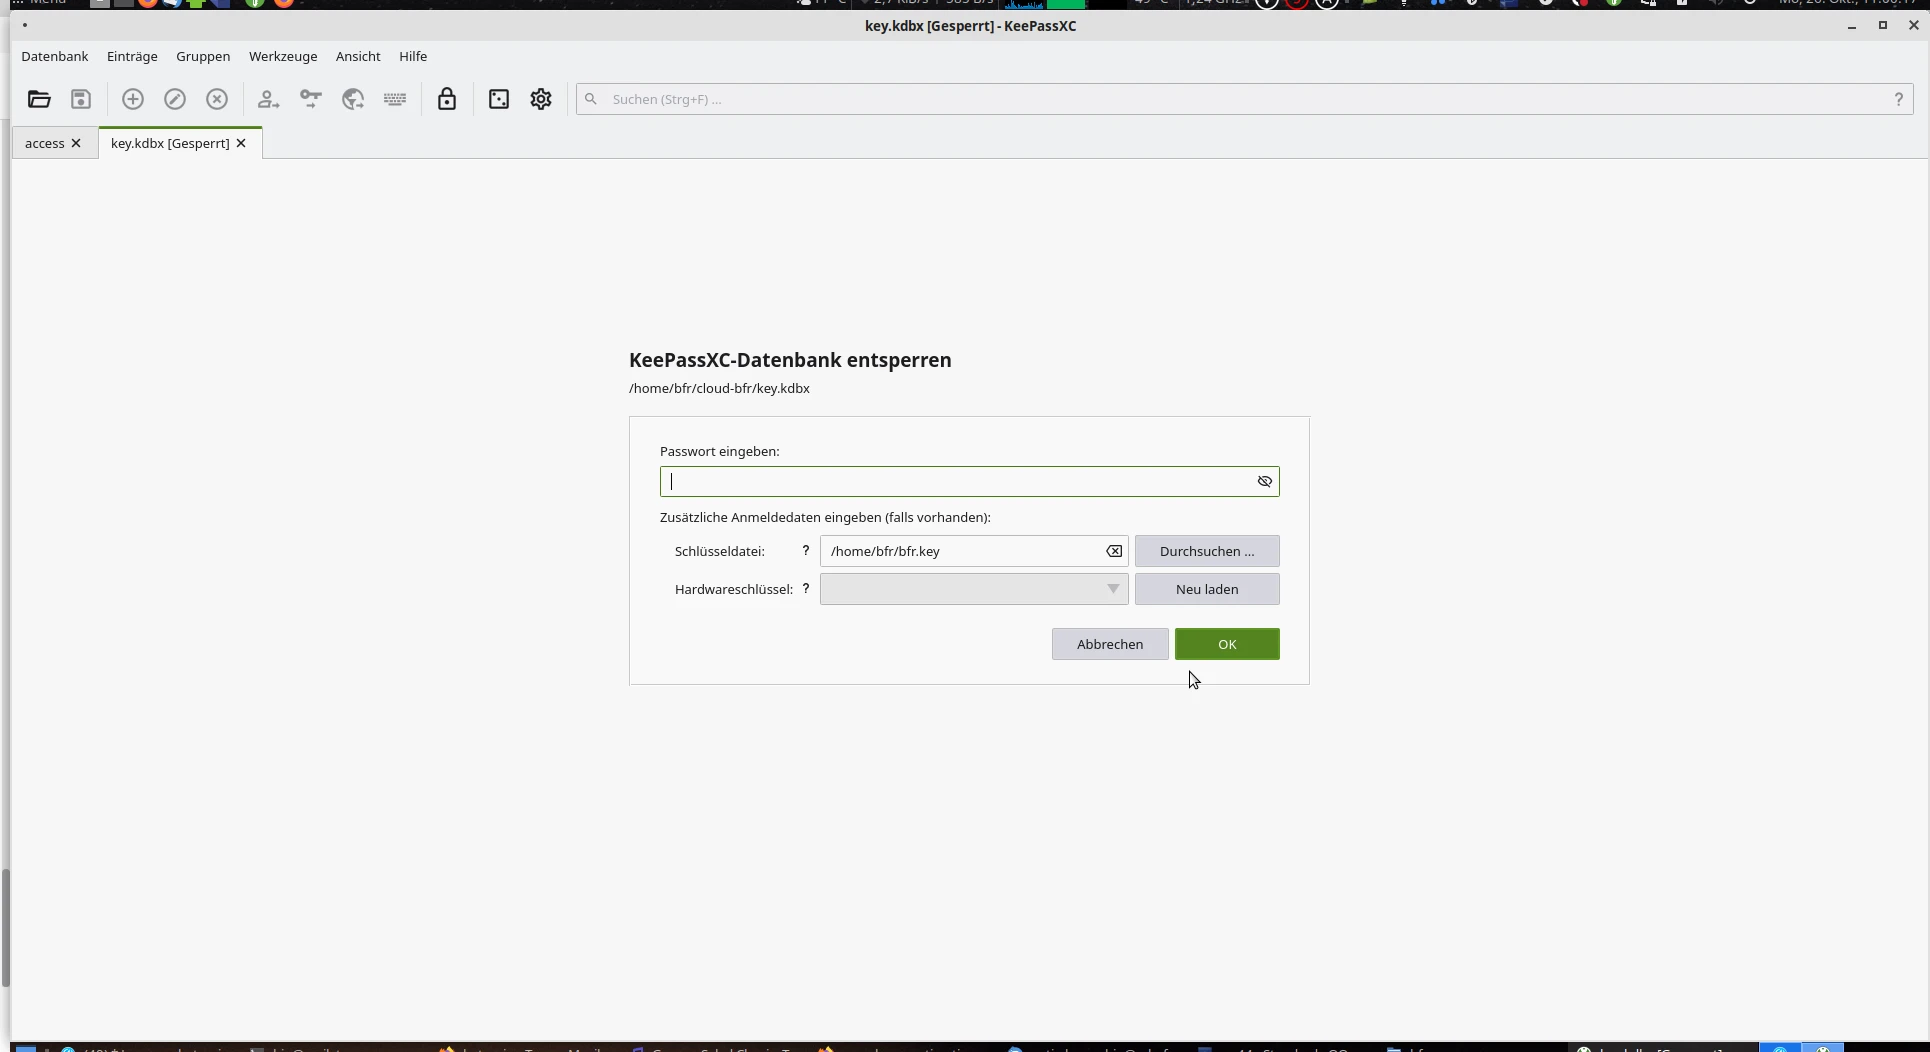 key.kdbx [Gesperrt] - KeePassXC
Datenbank Einträge Gruppen Werkzeuge Ansicht Hilfe
Suchen (Strg+F) ... ?
access key.kdbx [Gesperrt]
KeePassXC-Datenbank entsperren
/home/bfr/cloud-bfr/key.kdbx
Passwort eingeben:
Zusätzliche Anmeldedaten eingeben (falls vorhanden):
Schlüsseldatei: ? /home/bfr/bfr.key Durchsuchen ...
Hardwareschlüssel: ? Neu laden
Abbrechen OK